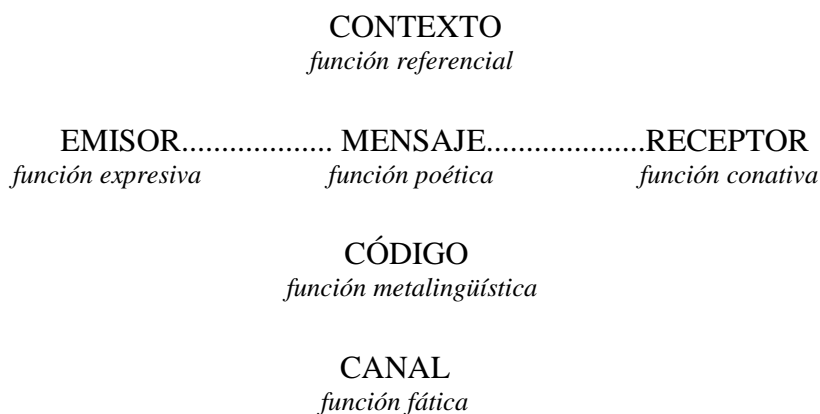 CONTEXTO
función referencial
EMISOR................... MENSAJE....................RECEPTOR
función expresiva función poética función conativa
CÓDIGO
función metalingüística
CANAL
función fática